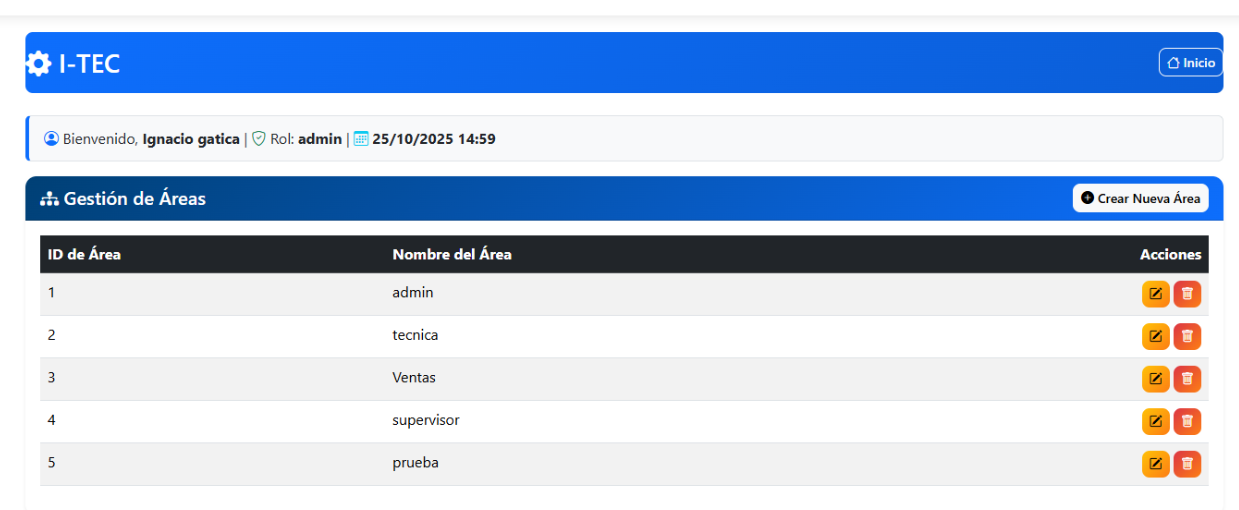 I-TEC
Inicio
Bienvenido, Ignacio gatica | Rol: admin | 25/10/2025 14:59
Gestión de Áreas
Crear Nueva Área
ID de Área Nombre del Área Acciones
1 admin
2 tecnica
3 Ventas
4 supervisor
5 prueba